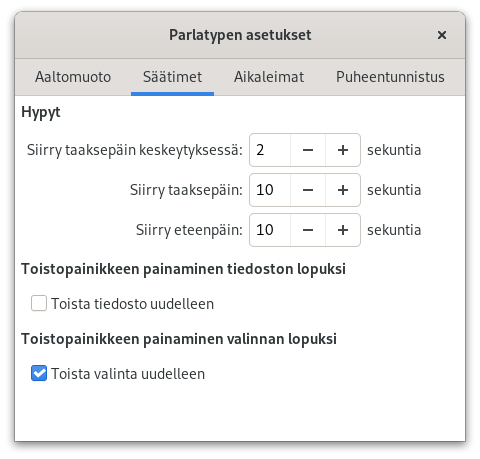 Parlatypen asetukset
Aaltomuoto Säätimet Aikaleimat Puheentunnistus
Hypyt
Siirry taaksepäin keskeytyksessä: 2 − + sekuntia
Siirry taaksepäin: 10 − + sekuntia
Siirry eteenpäin: 10 − + sekuntia
Toistopainikkeen painaminen tiedoston lopuksi
Toista tiedosto uudelleen
Toistopainikkeen painaminen valinnan lopuksi
Toista valinta uudelleen